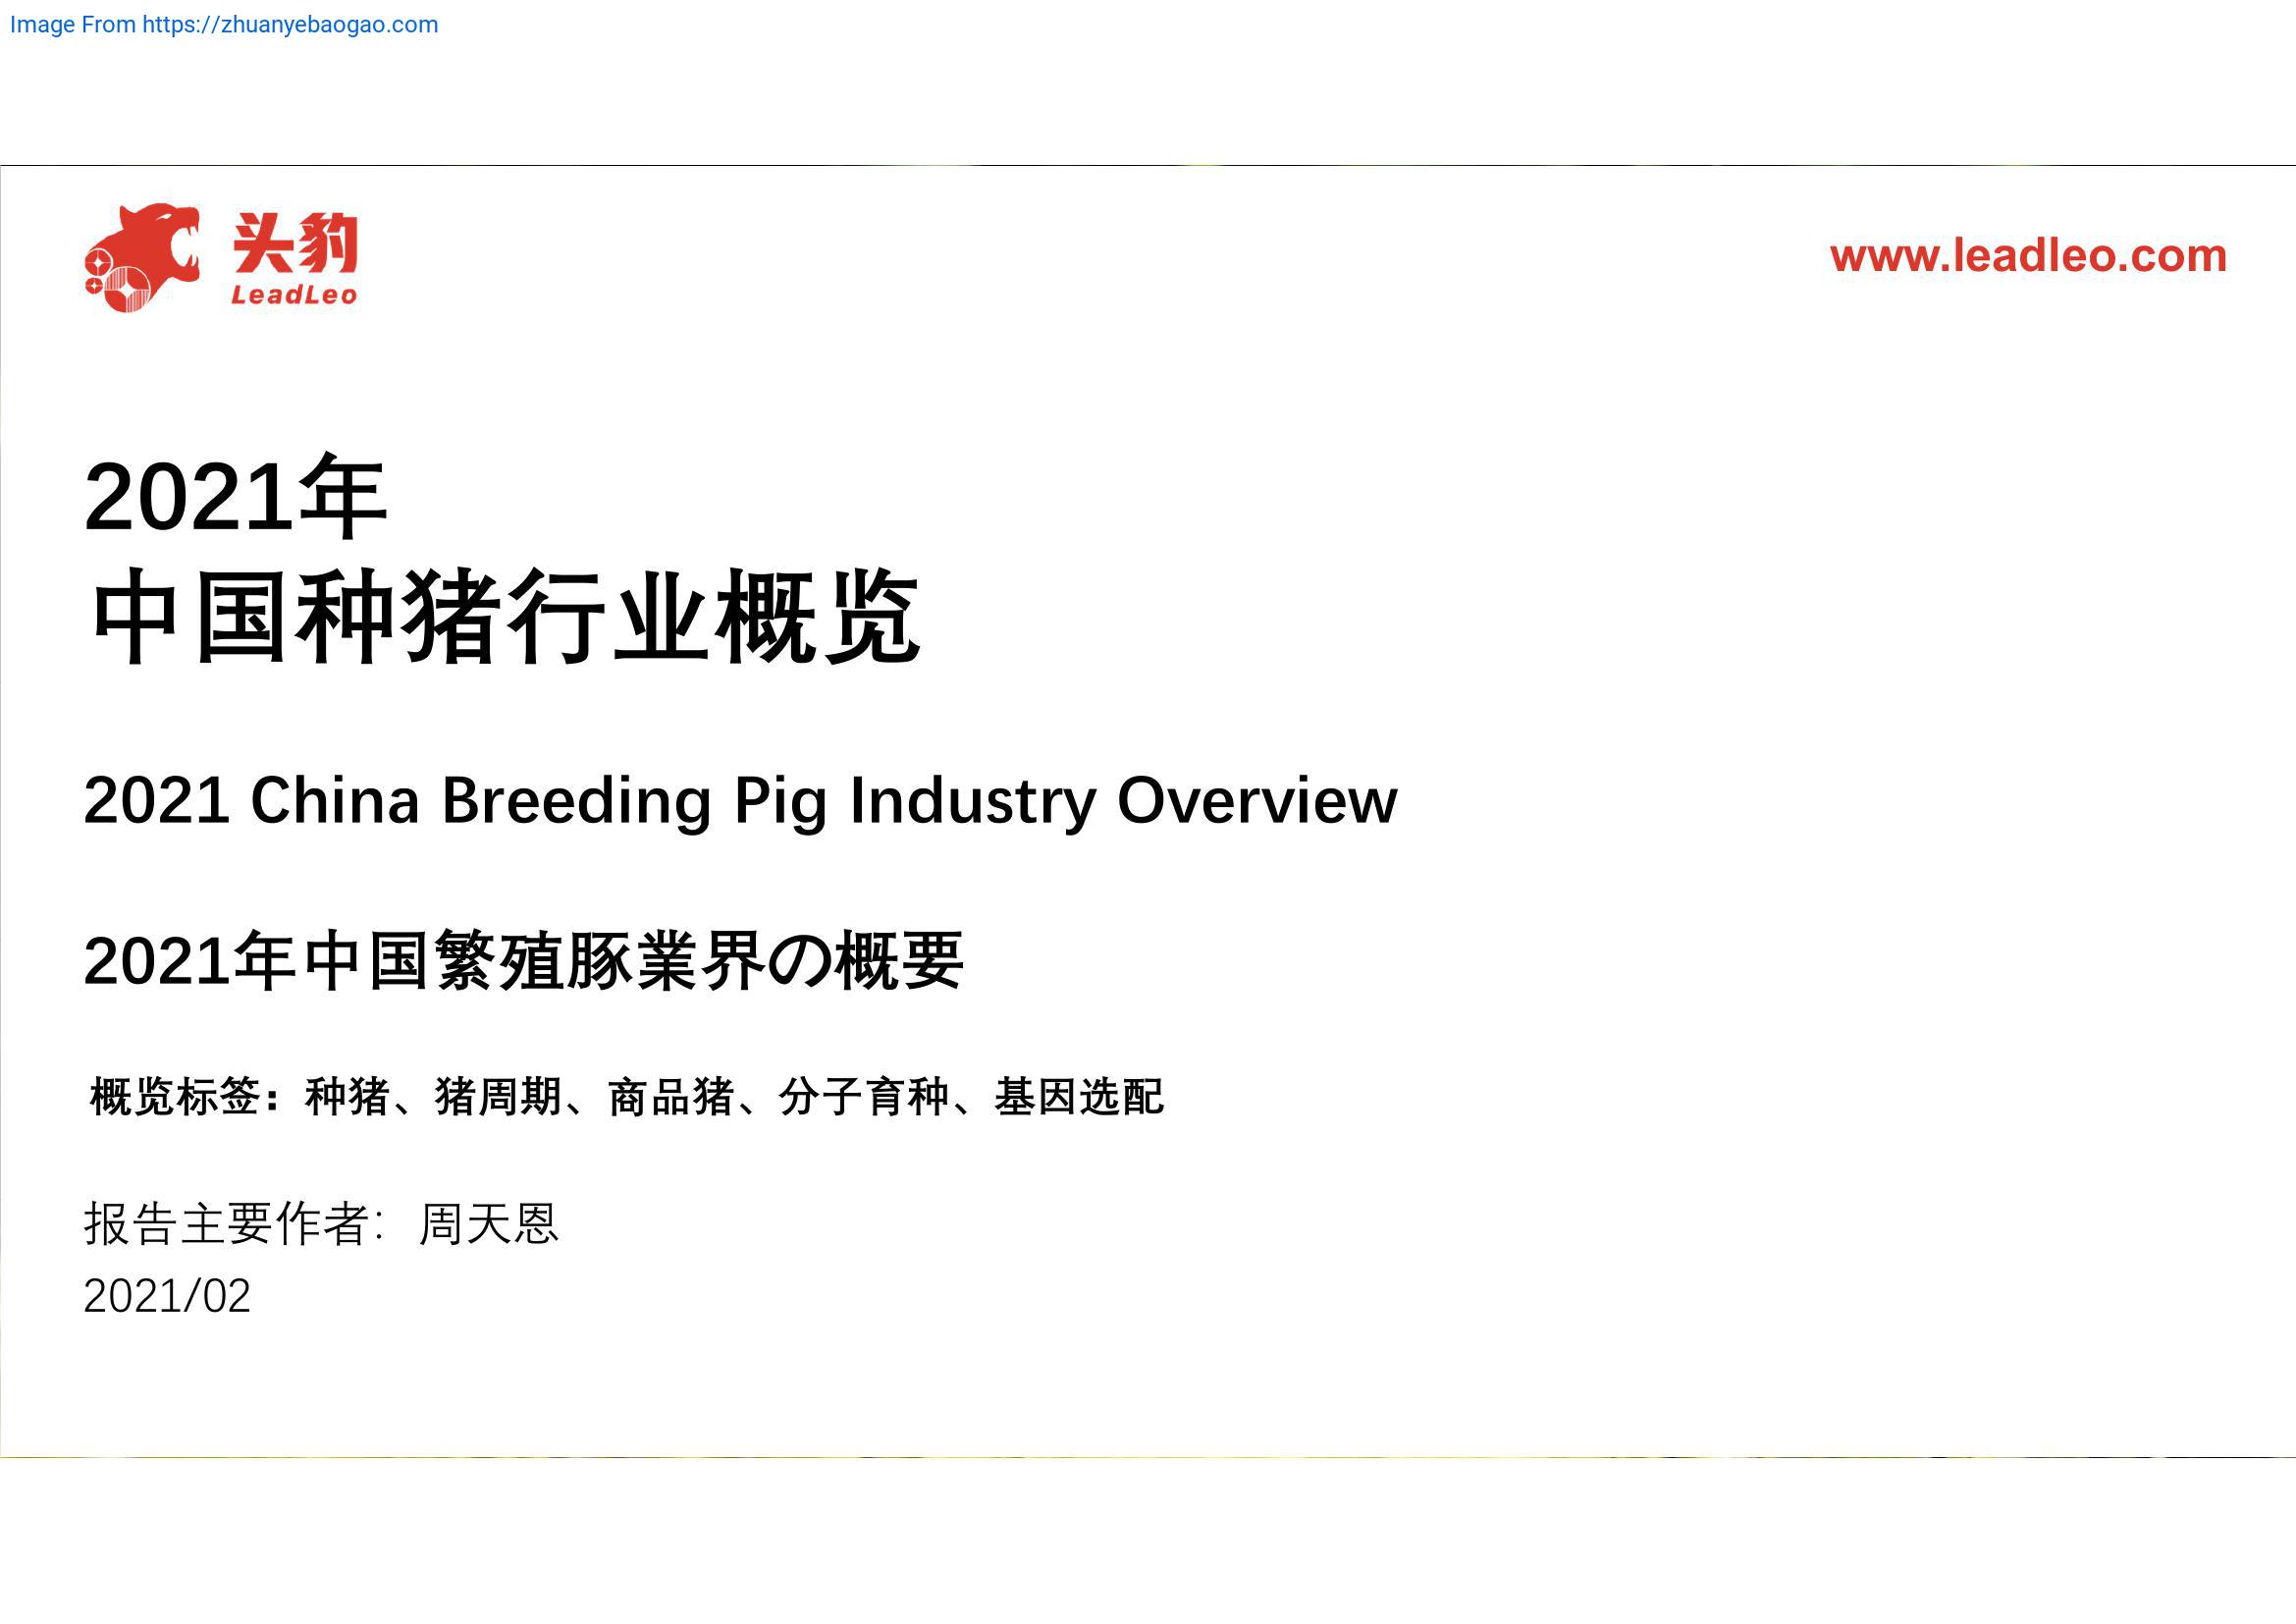 Image From https://zhuanyebaogao.com
头豹
LeadLeo
www.leadleo.com
2021年
中国种猪行业概览
2021 China Breeding Pig Industry Overview
2021年中国繁殖豚業界の概要
概览标签：种猪、猪周期、商品猪、分子育种、基因选配
报告主要作者：周天恩
2021/02